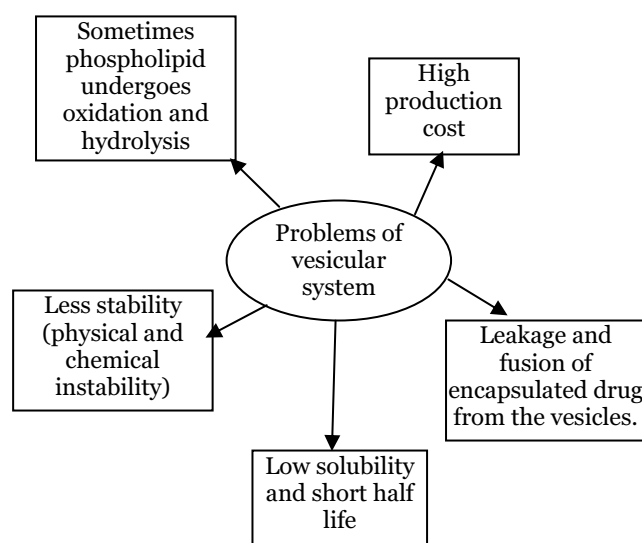 Sometimes
phospholipid
undergoes
oxidation and
hydrolysis
High
production
cost
Problems of
vesicular
system
Less stability
(physical and
chemical
instability)
Leakage and
fusion of
encapsulated drug
from the vesicles.
Low solubility
and short half
life